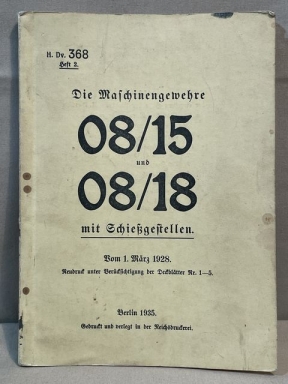 H. Dv. 368
Heft 2.
Die Maschinengewehre
08/15
und
08/18
mit Schießgestellen.
Vom 1. März 1928.
Neudruck unter Berücksichtigung der Deckblätter Nr. 1—5.
Berlin 1935.
Gedruckt und verlegt in der Reichsdruckerei.